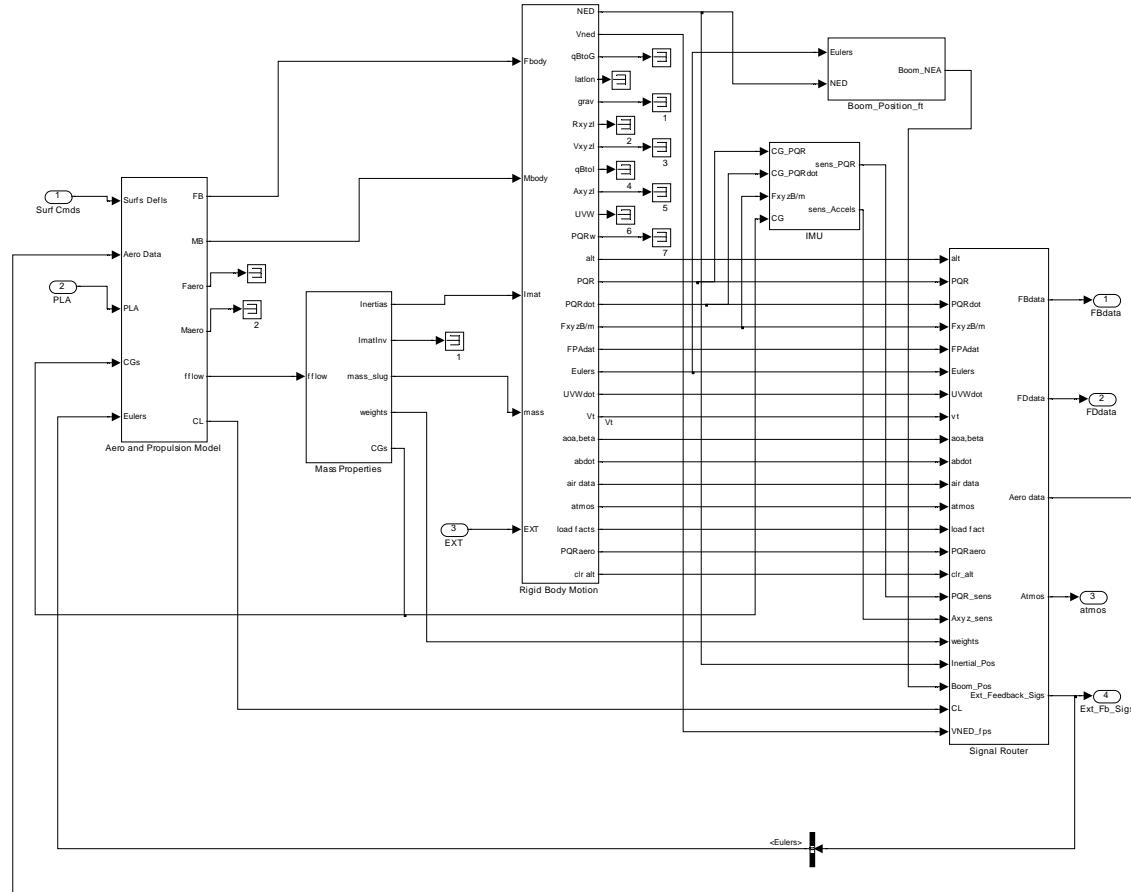 1
Surf Cmds
2
PLA
Surfs Deflls
Aero Data
PLA
CGs
Eulers
FB
MB
Faero
Maero
fflow
CL
Aero and Propulsion Model
2
fflow
Inertias
ImatInv
mass_slug
weights
CGs
Mass Properties
1
3
EXT
Fbody
Mbody
Imat
mass
EXT
NED
Vned
qBtoG
latlon
grav
RxyzI
VxyzI
qBtoI
AxyzI
UVW
PQRw
alt
PQR
PQRdot
FxyzB/m
FPAdat
Eulers
UVWdot
Vt
aoa,beta
abdot
air data
atmos
load facts
PQRaero
clr alt
Rigid Body Motion
1
2
3
4
5
6
7
Vt
Eulers
NED
Boom_NEA
Boom_Position_ft
CG_PQR
CG_PQRdot
FxyzB/m
CG
sens_PQR
sens_Accels
IMU
alt
PQR
PQRdot
FxyzB/m
FPAdat
Eulers
UVWdot
vt
aoa,beta
abdot
air data
atmos
load fact
PQRaero
clr_alt
PQR_sens
Axyz_sens
weights
Inertial_Pos
Boom_Pos
CL
VNED_fps
FBdata
FDdata
Aero data
Atmos
Ext_Feedback_Sigs
Signal Router
1
FBdata
2
FDdata
3
atmos
4
Ext_Fb_Sigs
<Eulers>